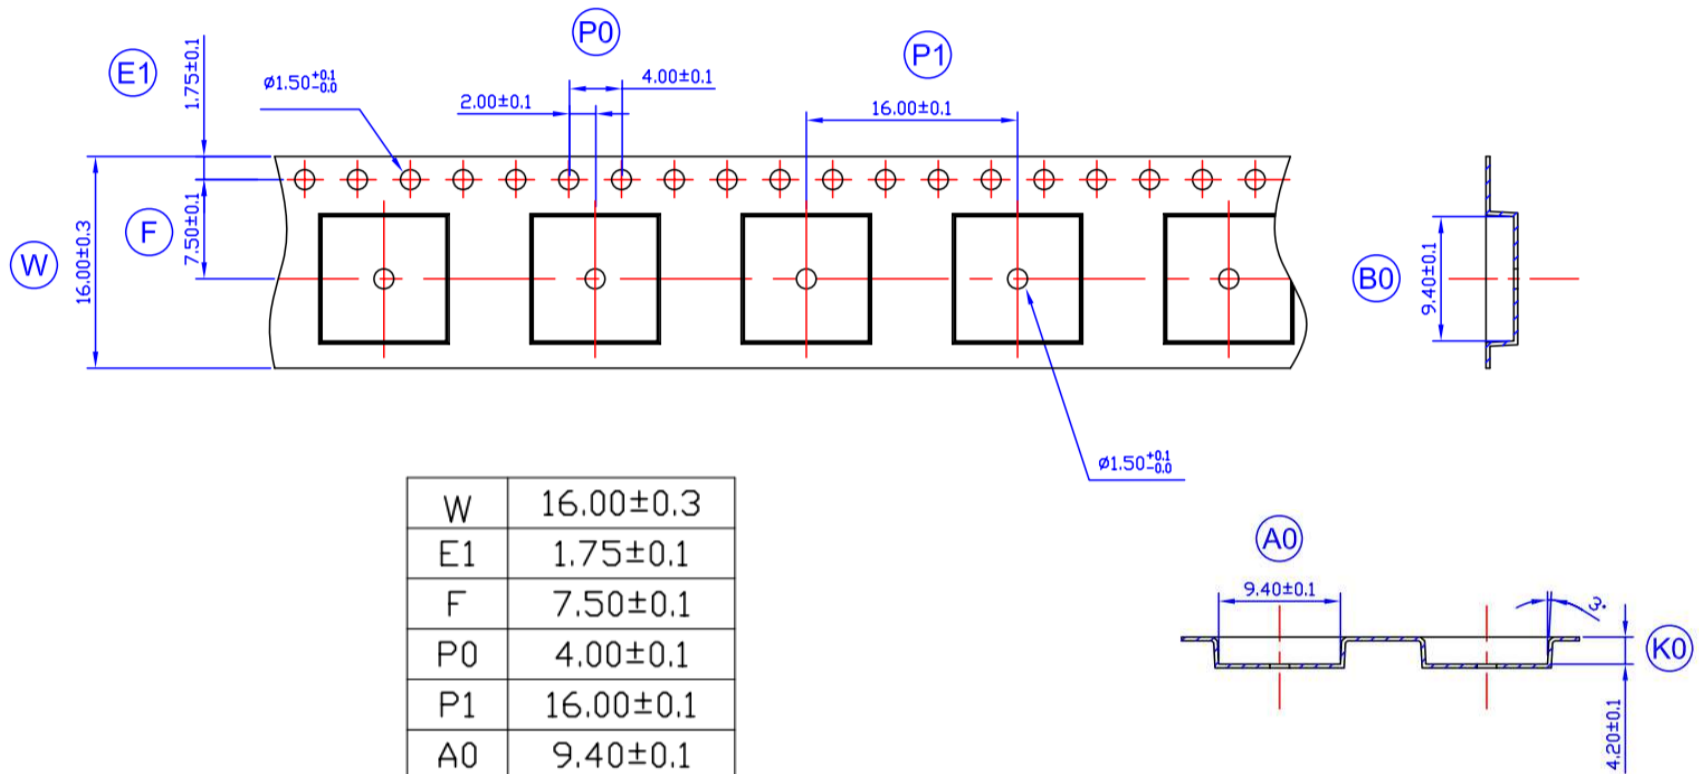 P0
P1
E1
1.75±0.1
ø1.50+0.1-0.0
2.00±0.1
4.00±0.1
16.00±0.1
W
16.00±0.3
F
7.50±0.1
B0
9.40±0.1
ø1.50+0.1-0.0
W 16.00±0.3
E1 1.75±0.1
F 7.50±0.1
P0 4.00±0.1
P1 16.00±0.1
A0 9.40±0.1
A0
9.40±0.1
3°
K0
4.20±0.1